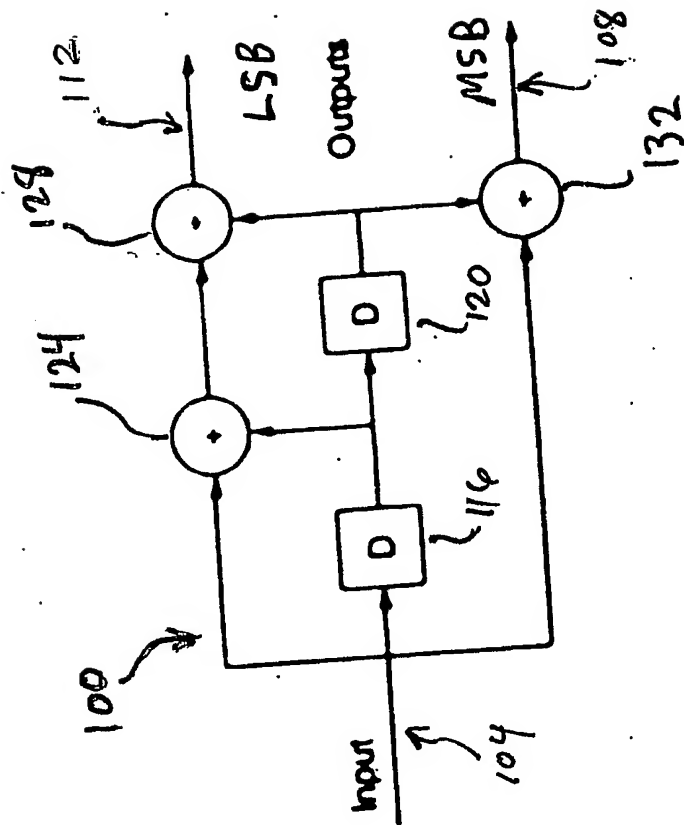 100
124
128
112
+
+
LSB
Outputs
Input
D
D
104
116
120
MSB
+
108
132